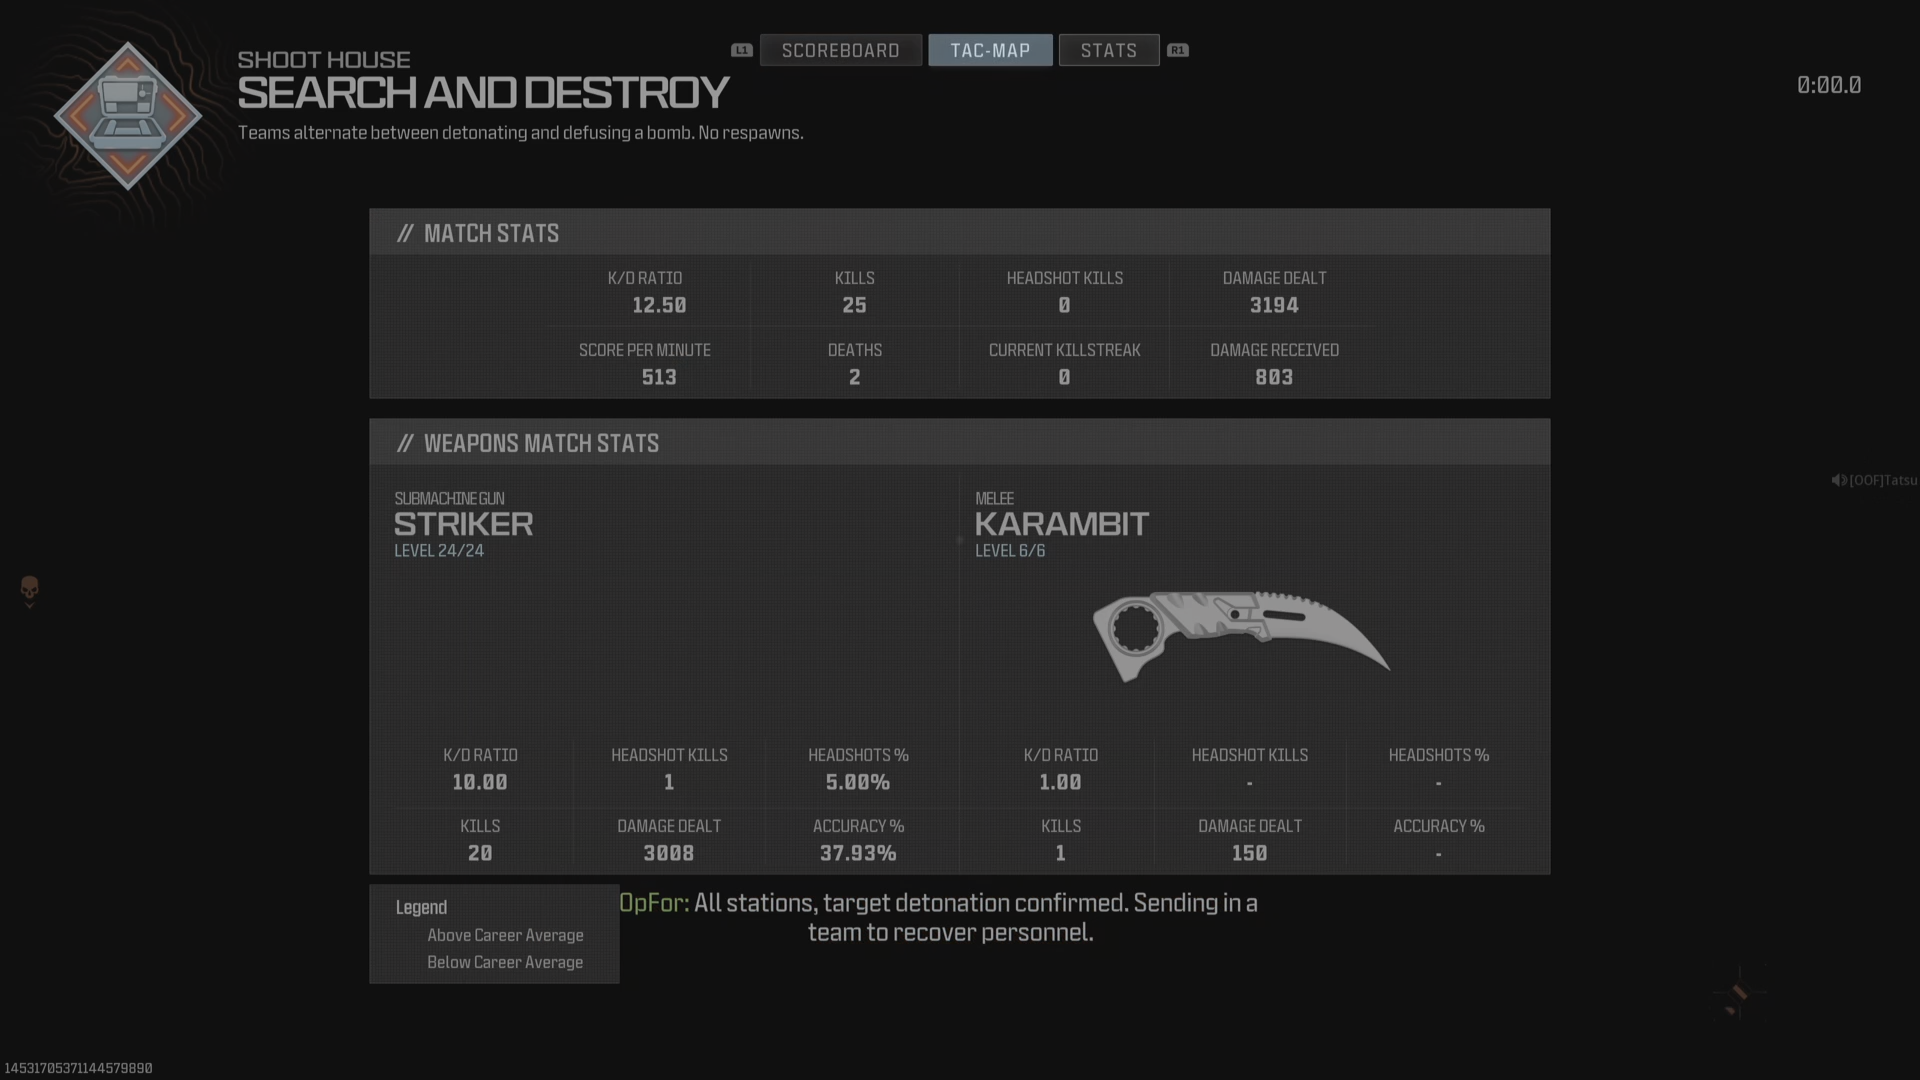 SHOOT HOUSE
SEARCH AND DESTROY
Teams alternate between detonating and defusing a bomb. No respawns.
L1 SCOREBOARD TAC-MAP STATS R1
0:00.0
// MATCH STATS
K/D RATIO KILLS HEADSHOT KILLS DAMAGE DEALT
12.50 25 0 3194
SCORE PER MINUTE DEATHS CURRENT KILLSTREAK DAMAGE RECEIVED
513 2 0 803
// WEAPONS MATCH STATS
SUBMACHINE GUN
STRIKER
LEVEL 24/24
MELEE
KARAMBIT
LEVEL 6/6
[OOF]Tatsu
K/D RATIO HEADSHOT KILLS HEADSHOTS % K/D RATIO HEADSHOT KILLS HEADSHOTS %
10.00 1 5.00% 1.00 - -
KILLS DAMAGE DEALT ACCURACY % KILLS DAMAGE DEALT ACCURACY %
20 3008 37.93% 1 150 -
Legend
Above Career Average
Below Career Average
OpFor: All stations, target detonation confirmed. Sending in a
team to recover personnel.
14531705371144579890